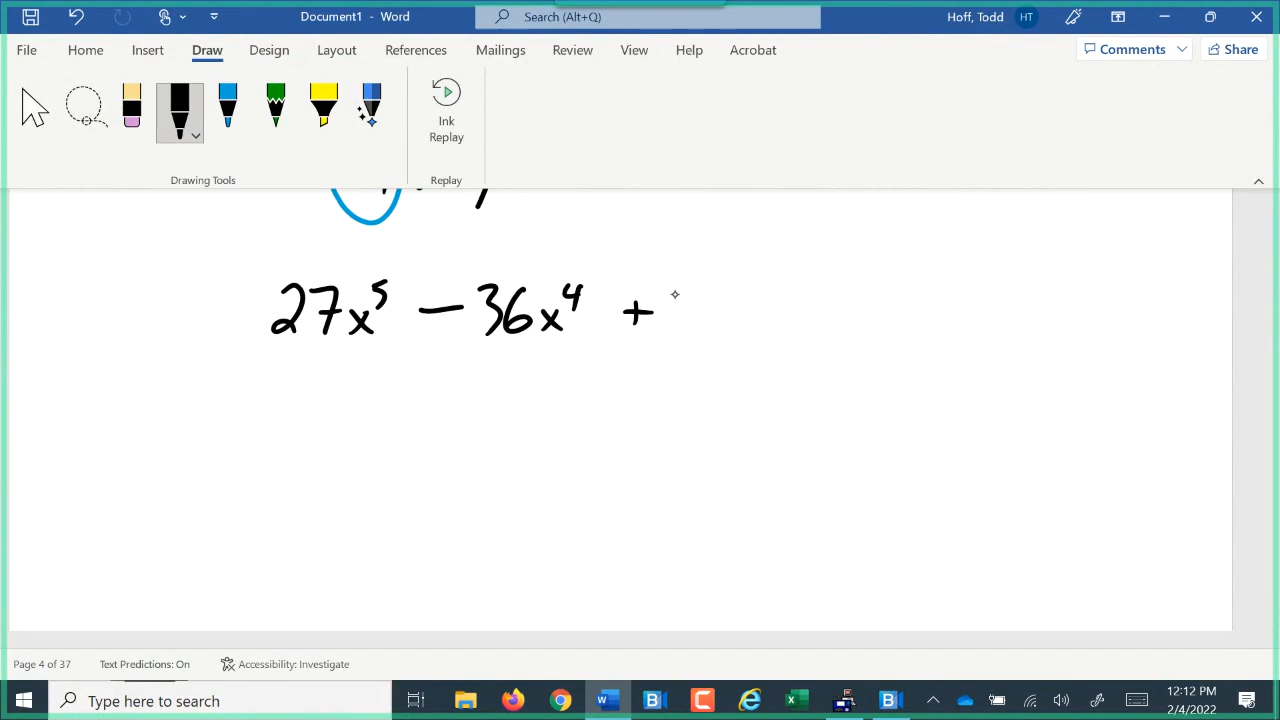 Document1 - Word
Search (Alt+Q)
Hoff, Todd
HT
File Home Insert Draw Design Layout References Mailings Review View Help Acrobat
Comments
Share
Ink
Replay
Drawing Tools
Replay
27x⁵ − 36x⁴ +
Page 4 of 37
Text Predictions: On
Accessibility: Investigate
Type here to search
12:12 PM
2/4/2022